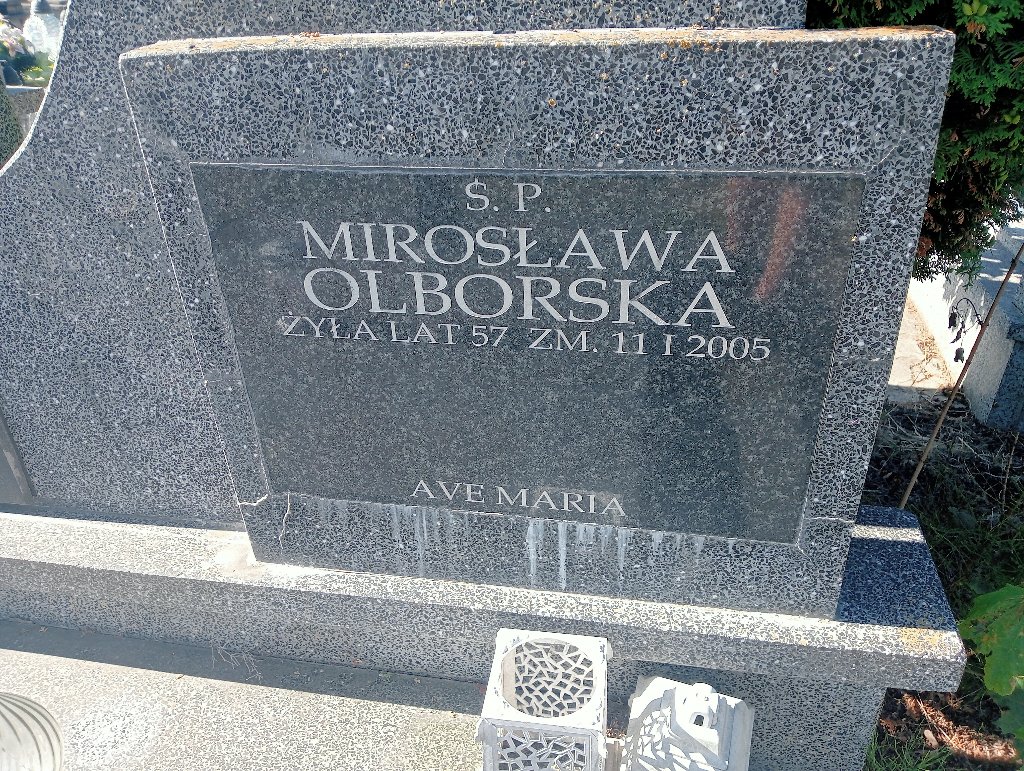 Ś. P.
MIROSŁAWA
OLBORSKA
ŻYŁA LAT 57 ZM. 11 I 2005
AVE MARIA